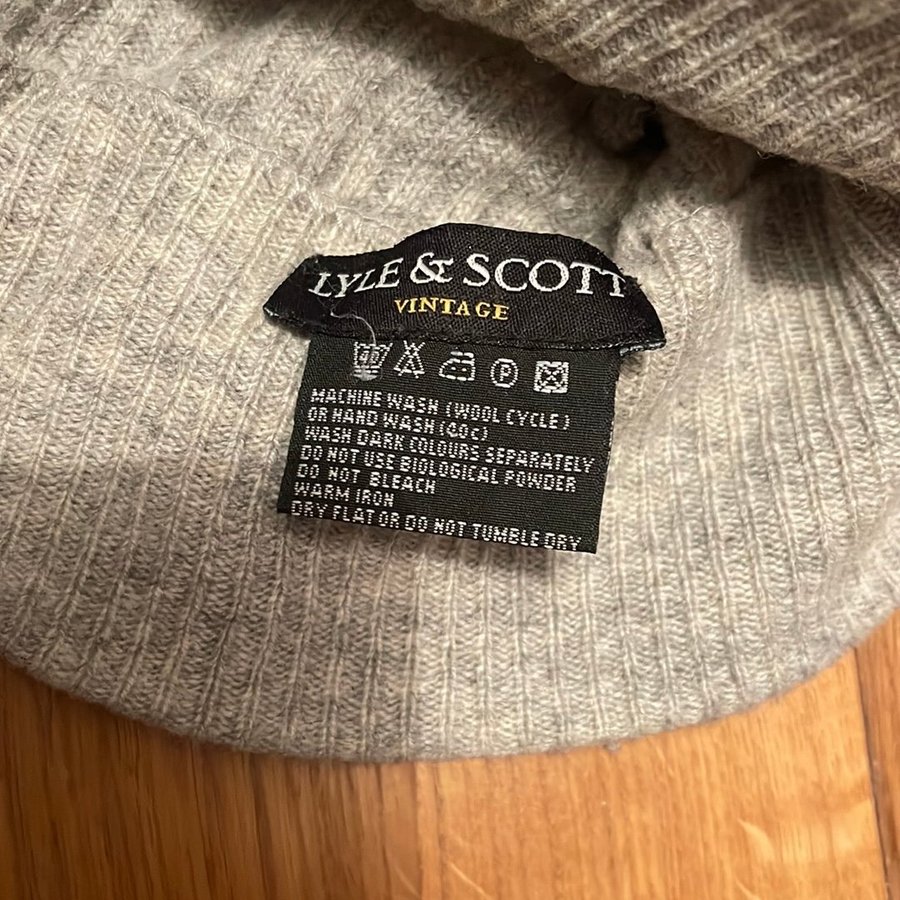 LYLE & SCOTT
VINTAGE
40
P
MACHINE WASH (WOOL CYCLE)
OR HAND WASH (40c)
WASH DARK COLOURS SEPARATELY
DO NOT USE BIOLOGICAL POWDER
DO NOT BLEACH
WARM IRON
DRY FLAT OR DO NOT TUMBLE DRY